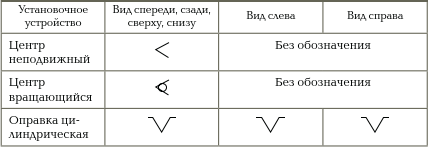 Установочное
устройство
Вид спереди, сзади,
сверху, снизу
Вид слева
Вид справа
Центр
неподвижный
Без обозначения
Центр
вращающийся
Без обозначения
Оправка ци-
линдрическая